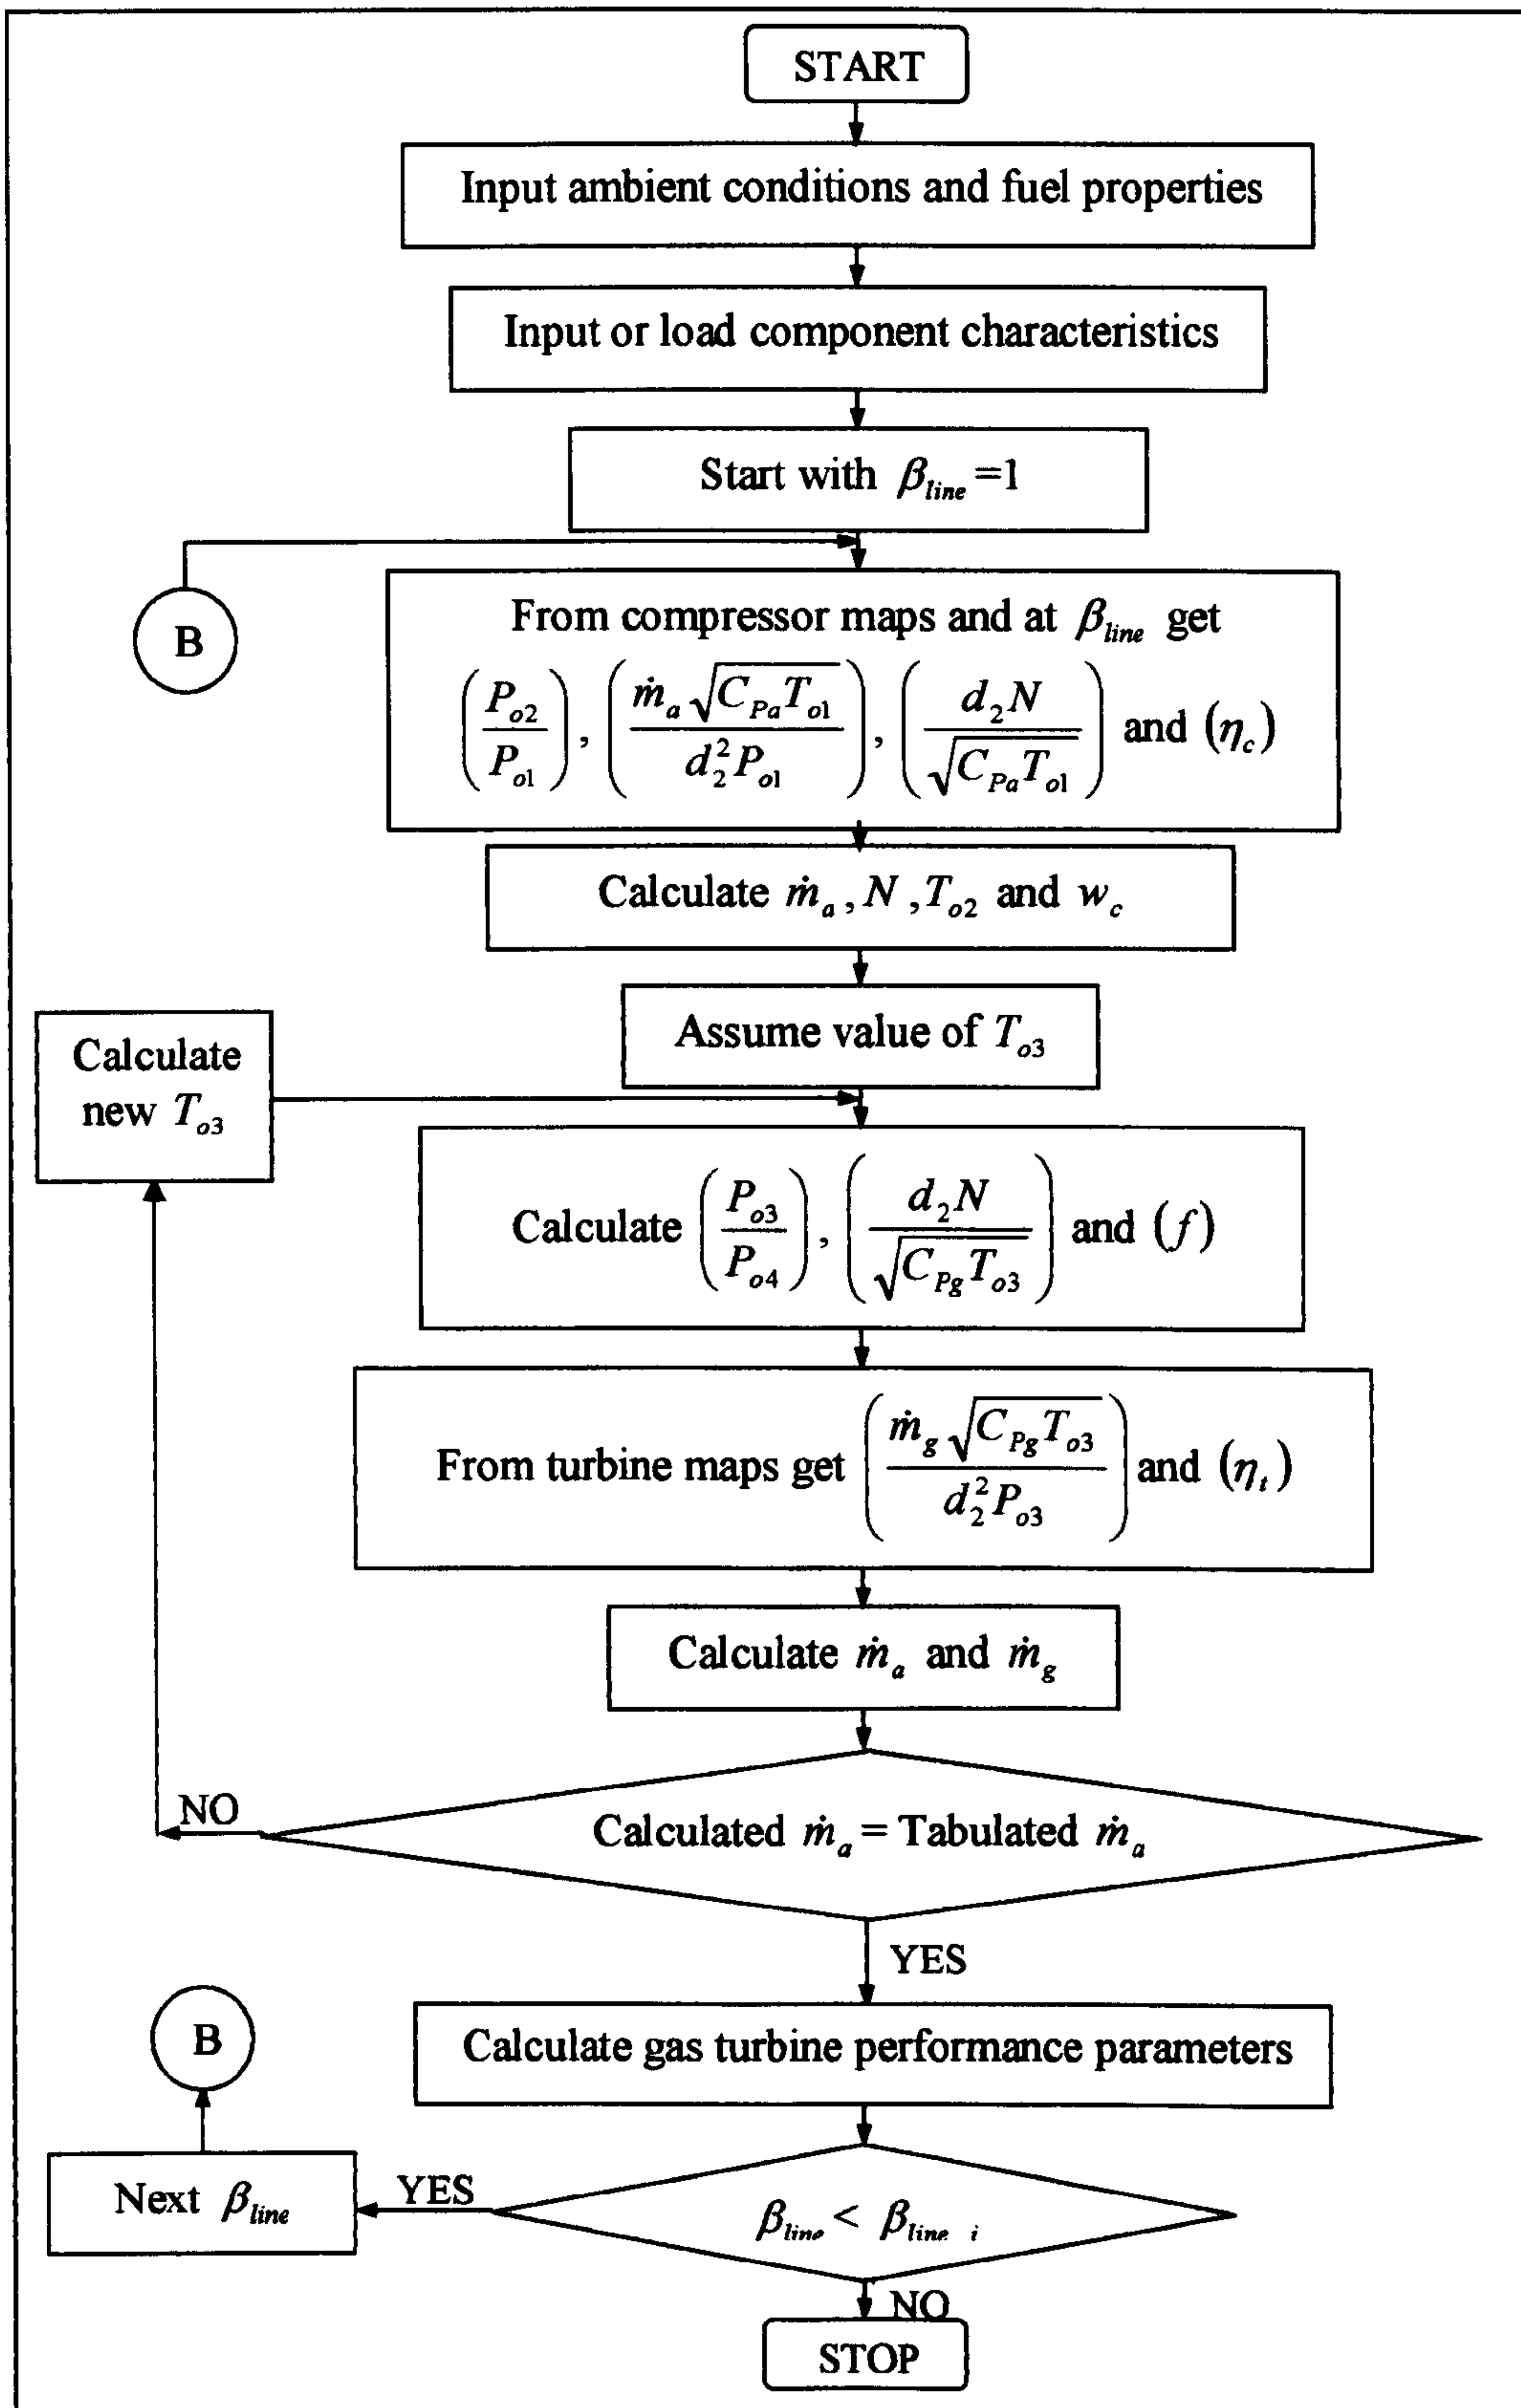 START
Input ambient conditions and fuel properties
Input or load component characteristics
Start with β_line =1
B
From compressor maps and at β_line get
(P_o2 / P_o1), (ṁ_a √(C_Pa T_o1) / d_2^2 P_o1), (d_2 N / √(C_Pa T_o1)) and (η_c)
Calculate ṁ_a, N, T_o2 and w_c
Assume value of T_o3
Calculate
new T_o3
Calculate (P_o3 / P_o4), (d_2 N / √(C_Pg T_o3)) and (f)
From turbine maps get (ṁ_g √(C_Pg T_o3) / d_2^2 P_o3) and (η_t)
Calculate ṁ_a and ṁ_g
NO
Calculated ṁ_a = Tabulated ṁ_a
YES
B
Calculate gas turbine performance parameters
Next β_line
YES
β_line < β_line i
NO
STOP